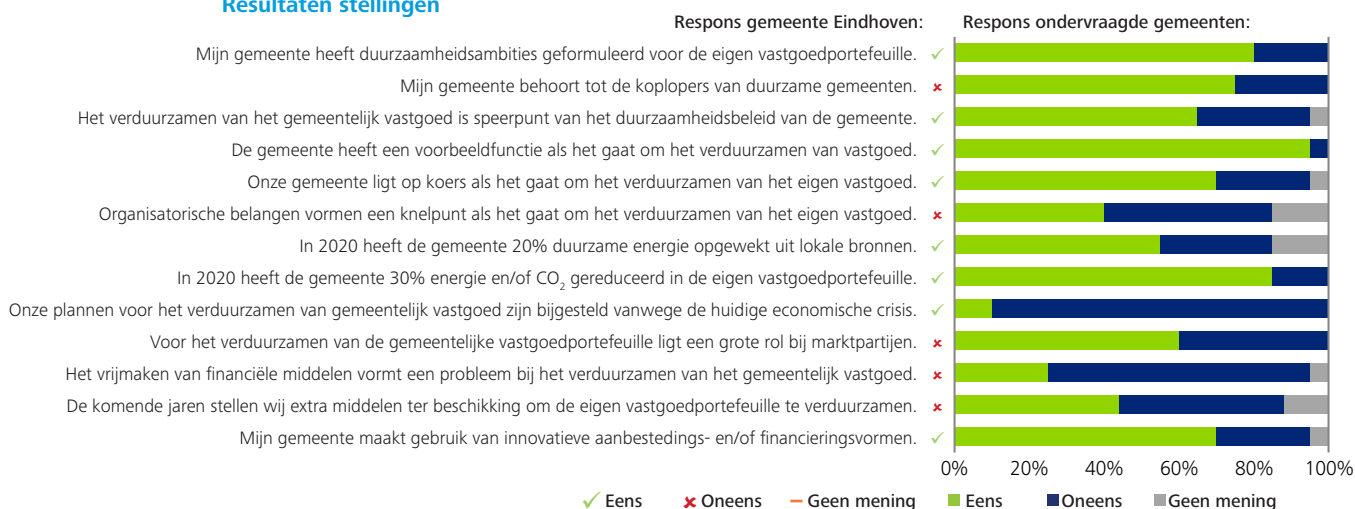 Resultaten stellingen
Respons gemeente Eindhoven: Respons ondervraagde gemeenten:
Mijn gemeente heeft duurzaamheidsambities geformuleerd voor de eigen vastgoedportefeuille. ✓
Mijn gemeente behoort tot de koplopers van duurzame gemeenten. ×
Het verduurzamen van het gemeentelijk vastgoed is speerpunt van het duurzaamheidsbeleid van de gemeente. ✓
De gemeente heeft een voorbeeldfunctie als het gaat om het verduurzamen van vastgoed. ✓
Onze gemeente ligt op koers als het gaat om het verduurzamen van het eigen vastgoed. ✓
Organisatorische belangen vormen een knelpunt als het gaat om het verduurzamen van het eigen vastgoed. ×
In 2020 heeft de gemeente 20% duurzame energie opgewekt uit lokale bronnen. ✓
In 2020 heeft de gemeente 30% energie en/of CO₂ gereduceerd in de eigen vastgoedportefeuille. ✓
Onze plannen voor het verduurzamen van gemeentelijk vastgoed zijn bijgesteld vanwege de huidige economische crisis. ✓
Voor het verduurzamen van de gemeentelijke vastgoedportefeuille ligt een grote rol bij marktpartijen. ×
Het vrijmaken van financiële middelen vormt een probleem bij het verduurzamen van het gemeentelijk vastgoed. ×
De komende jaren stellen wij extra middelen ter beschikking om de eigen vastgoedportefeuille te verduurzamen. ×
Mijn gemeente maakt gebruik van innovatieve aanbestedings- en/of financieringsvormen. ✓
0% 20% 40% 60% 80% 100%
✓ Eens × Oneens – Geen mening Eens Oneens Geen mening